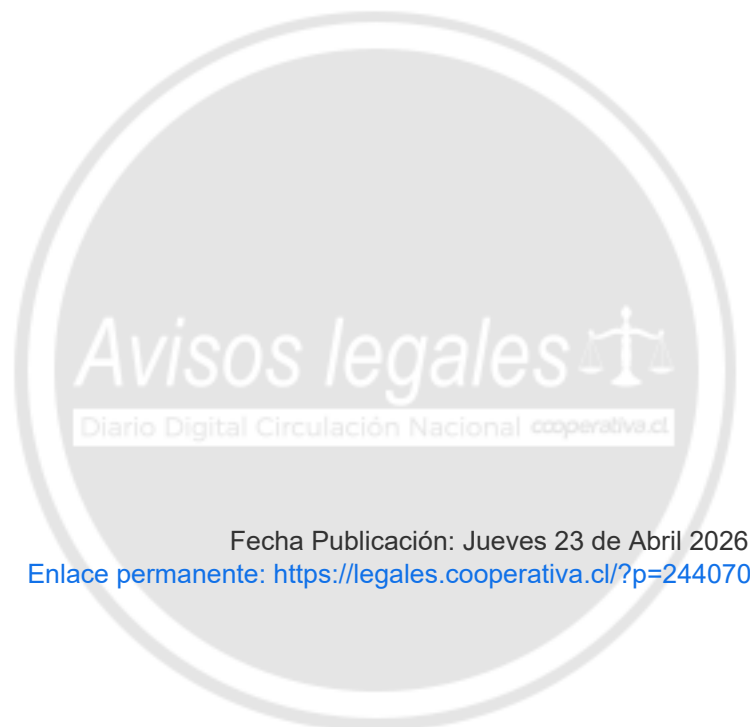 Avisos legales
Diario Digital Circulación Nacional cooperativa.cl
Fecha Publicación: Jueves 23 de Abril 2026
Enlace permanente: https://legales.cooperativa.cl/?p=244070